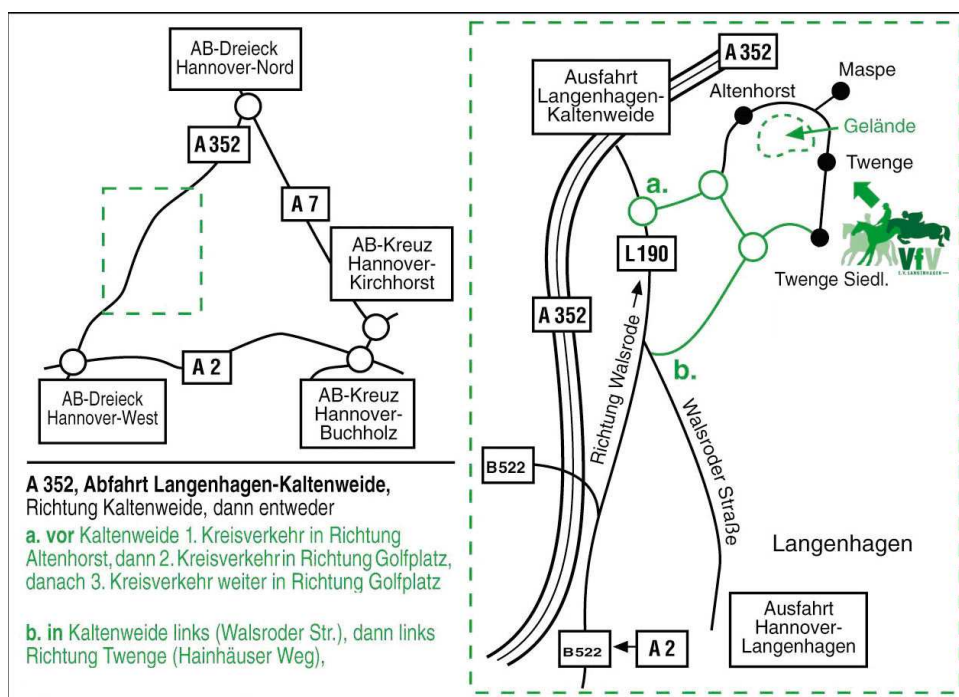 AB-Dreieck
Hannover-Nord
A 352
A 7
AB-Kreuz
Hannover-
Kirchhorst
A 2
AB-Dreieck
Hannover-West
AB-Kreuz
Hannover-
Buchholz
A 352, Abfahrt Langenhagen-Kaltenweide,
Richtung Kaltenweide, dann entweder
a. vor Kaltenweide 1. Kreisverkehr in Richtung
Altenhorst, dann 2. Kreisverkehr in Richtung Golfplatz,
danach 3. Kreisverkehr weiter in Richtung Golfplatz
b. in Kaltenweide links (Walsroder Str.), dann links
Richtung Twenge (Hainhäuser Weg),
A 352
Ausfahrt
Langenhagen-
Kaltenweide
Maspe
Altenhorst
Gelände
Twenge
a.
L190
VfV
Twenge Siedl.
A 352
b.
Richtung Walsrode
Walsroder Straße
B522
Langenhagen
Ausfahrt
Hannover-
Langenhagen
B522
A 2